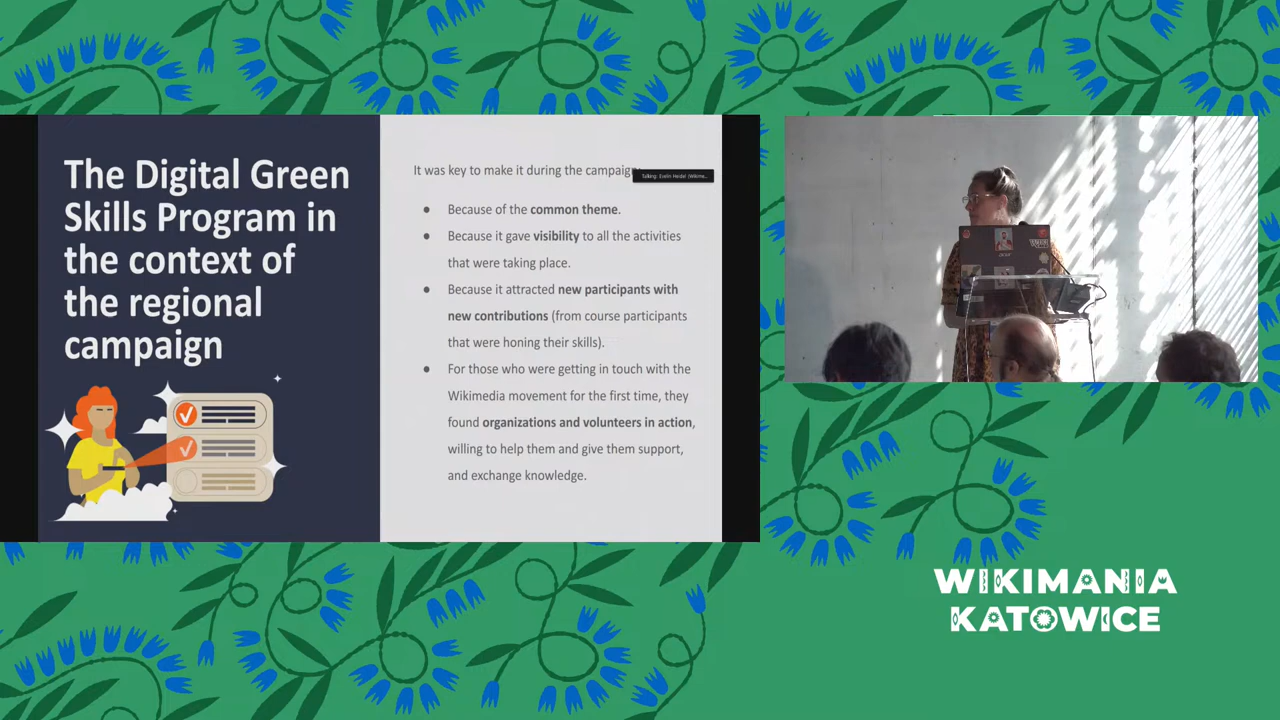 The Digital Green
Skills Program in
the context of
the regional
campaign
It was key to make it during the campaign
Talking: Evelin Heidel (Wikime...
● Because of the common theme.
● Because it gave visibility to all the activities
that were taking place.
● Because it attracted new participants with
new contributions (from course participants
that were honing their skills).
● For those who were getting in touch with the
Wikimedia movement for the first time, they
found organizations and volunteers in action,
willing to help them and give them support,
and exchange knowledge.
acer
WIKIMANIA
KATOWICE